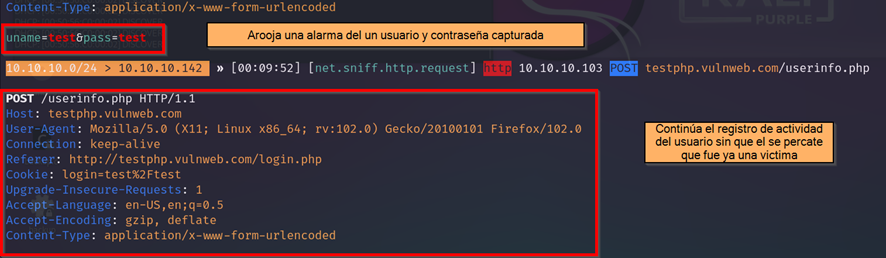 Content-Type: application/x-www-form-urlencoded
KALI
PURPLE
uname=test&pass=test
Arooja una alarma del un usuario y contraseña capturada
10.10.10.0/24 > 10.10.10.142 » [00:09:52] [net.sniff.http.request] http 10.10.10.103 POST testphp.vulnweb.com/userinfo.php
POST /userinfo.php HTTP/1.1
Host: testphp.vulnweb.com
User-Agent: Mozilla/5.0 (X11; Linux x86_64; rv:102.0) Gecko/20100101 Firefox/102.0
Connection: keep-alive
Referer: http://testphp.vulnweb.com/login.php
Cookie: login=test%2Ftest
Upgrade-Insecure-Requests: 1
Accept-Language: en-US,en;q=0.5
Accept-Encoding: gzip, deflate
Content-Type: application/x-www-form-urlencoded
Continúa el registro de actividad
del usuario sin que el se percate
que fue ya una victima